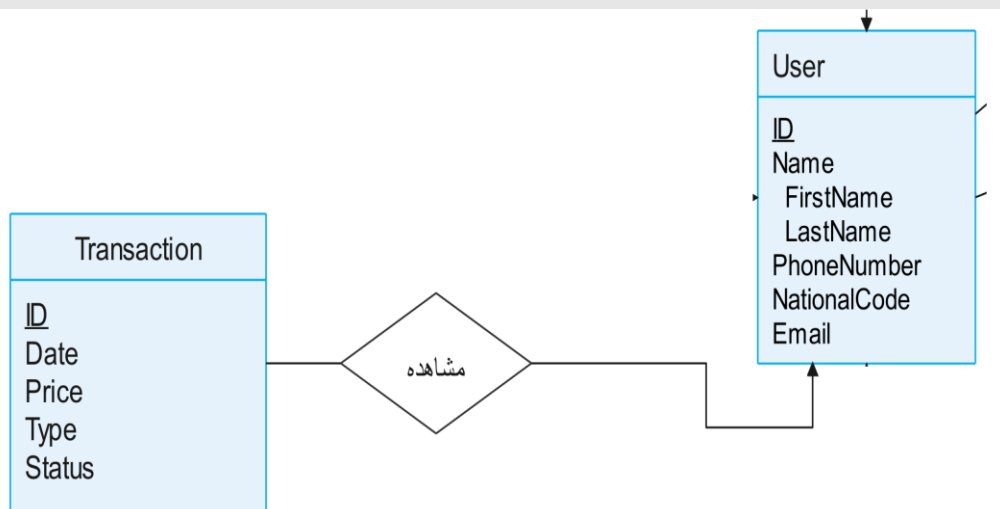 User
ID
Name
FirstName
LastName
PhoneNumber
NationalCode
Email
Transaction
ID
Date
Price
Type
Status
مشاهده